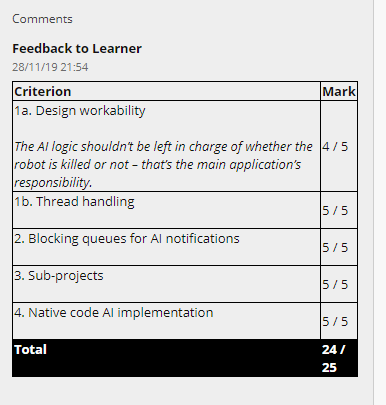 Comments
Feedback to Learner
28/11/19 21:54
Criterion Mark
1a. Design workability
The AI logic shouldn't be left in charge of whether the
robot is killed or not – that's the main application's
responsibility.
4 / 5
1b. Thread handling
5 / 5
2. Blocking queues for AI notifications
5 / 5
3. Sub-projects
5 / 5
4. Native code AI implementation
5 / 5
Total
24 /
25